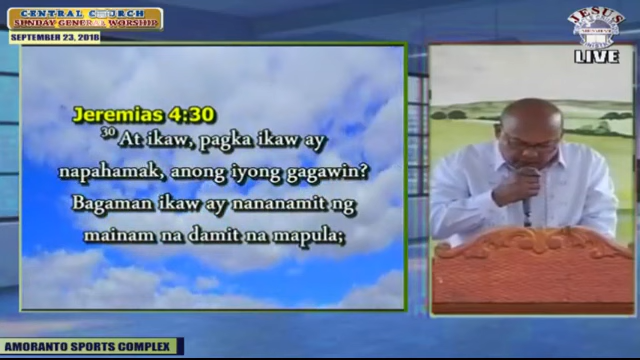 CENTRAL CHURCH
SUNDAY GENERAL WORSHIP
SEPTEMBER 23, 2018
JESUS
LIVE
Jeremias 4:30
30 At ikaw, pagka ikaw ay
napahamak, anong iyong gagawin?
Bagaman ikaw ay nananamit ng
mainam na damit na mapula;
AMORANTO SPORTS COMPLEX